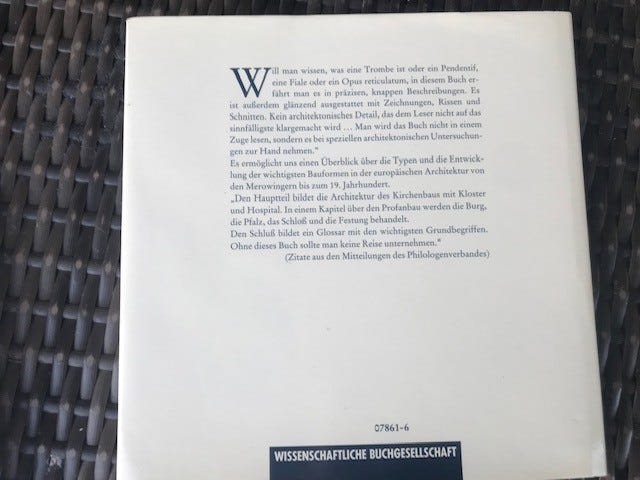 Will man wissen, was eine Trombe ist oder ein Pendentif,
eine Fiale oder ein Opus reticulatum, in diesem Buch er-
fährt man es in präzisen, knappen Beschreibungen. Es
ist außerdem glänzend ausgestattet mit Zeichnungen, Rissen und
Schnitten. Kein architektonisches Detail, das dem Leser nicht auf das
sinnfälligste klargemacht wird ... Man wird das Buch nicht in einem
Zuge lesen, sondern es bei speziellen architektonischen Untersuchun-
gen zur Hand nehmen.“
Es ermöglicht uns einen Überblick über die Typen und die Entwick-
lung der wichtigsten Bauformen in der europäischen Architektur von
den Merowingern bis zum 19. Jahrhundert.
„Den Hauptteil bildet die Architektur des Kirchenbaus mit Kloster
und Hospital. In einem Kapitel über den Profanbau werden die Burg,
die Pfalz, das Schloß und die Festung behandelt.
Den Schluß bildet ein Glossar mit den wichtigsten Grundbegriffen.
Ohne dieses Buch sollte man keine Reise unternehmen.“
(Zitate aus den Mitteilungen des Philologenverbandes)
07861-6
WISSENSCHAFTLICHE BUCHGESELLSCHAFT